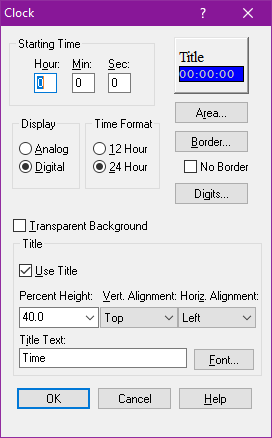 Clock ? ×
Starting Time
Hour: Min: Sec:
0 0 0
Title
00:00:00
Area...
Display Time Format
Border...
Analog 12 Hour
No Border
Digital 24 Hour
Digits...
Transparent Background
Title
Use Title
Percent Height: Vert. Alignment: Horiz. Alignment:
40.0 Top Left
Title Text:
Time Font...
OK Cancel Help